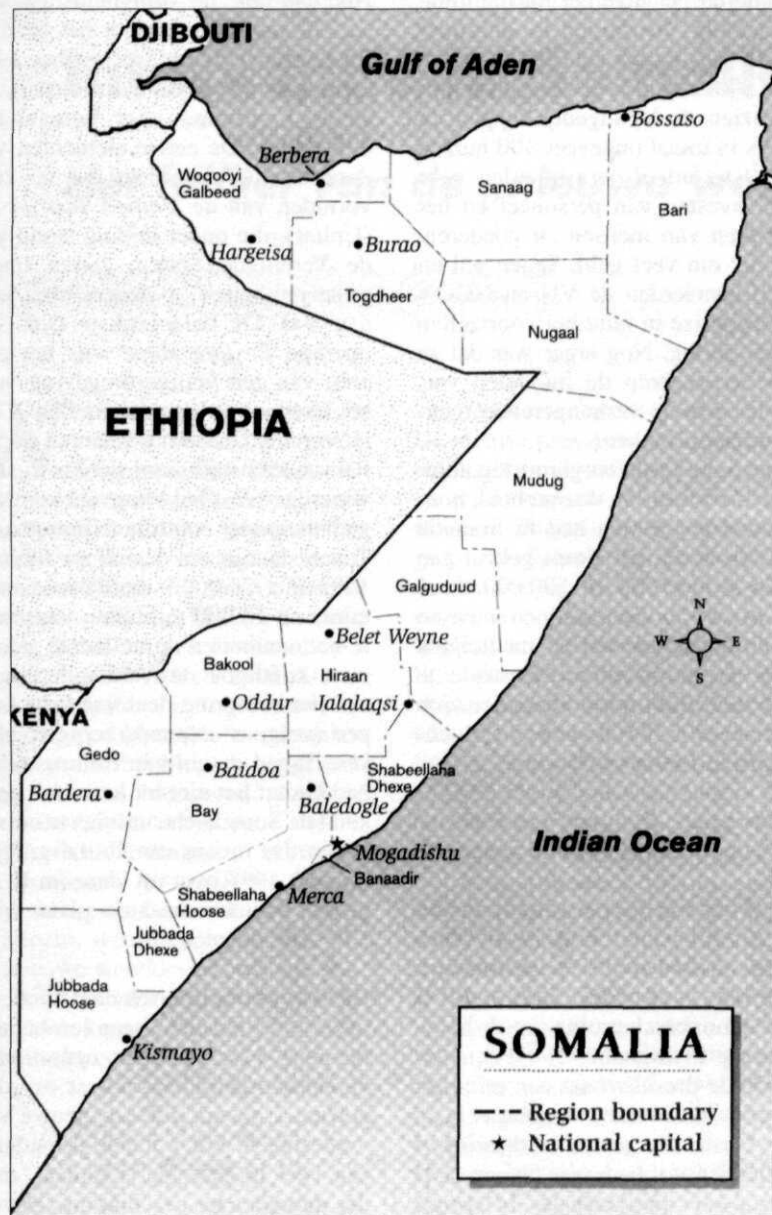 DJIBOUTI
Gulf of Aden
Bossaso
Berbera
Woqooyi
Galbeed
Sanaag
Bari
Hargeisa
Burao
Togdheer
Nugaal
ETHIOPIA
Mudug
Galguduud
N
W E
S
Belet Weyne
Bakool
Hiraan
Oddur
Jalalaqsi
KENYA
Gedo
Baidoa
Shabeellaha
Dhexe
Bardera
Bay
Baledogle
Mogadishu
Indian Ocean
Banaadir
Merca
Shabeellaha
Hoose
Jubbada
Dhexe
Jubbada
Hoose
Kismayo
SOMALIA
Region boundary
★ National capital